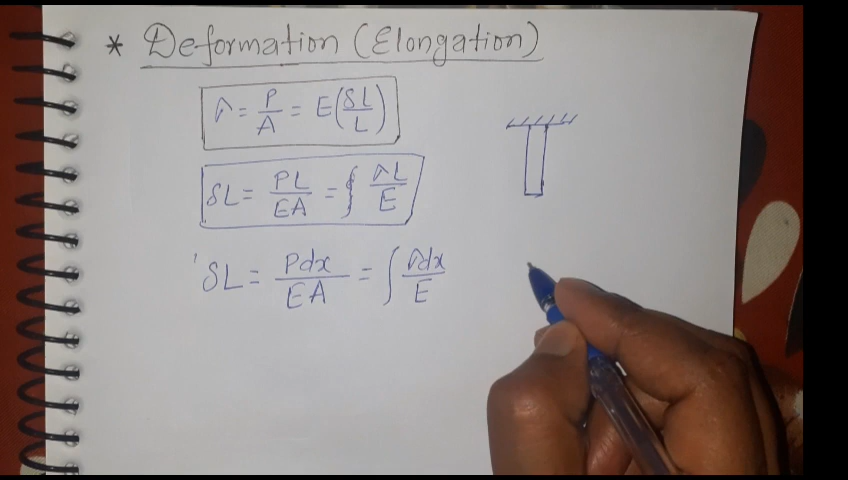 * Deformation (Elongation)
σ = P/A = E(δL/L)
δL = PL/EA = ∫ σL/E
δL = Pdx/EA = ∫ σdx/E